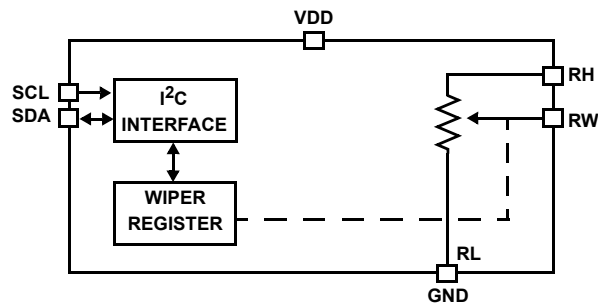 VDD
SCL
SDA
I²C
INTERFACE
RH
RW
WIPER
REGISTER
RL
GND